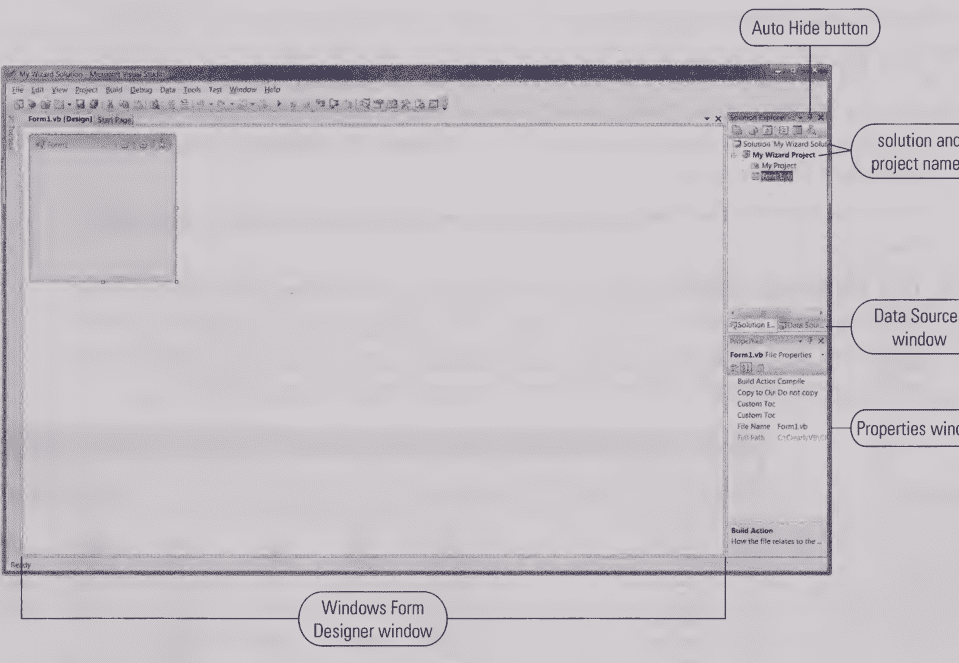 Auto Hide button
My Wizard Solution - Microsoft Visual Studio
File Edit View Project Build Debug Data Tools Test Window Help
Form1.vb [Design] Start Page
Solution Explorer
Form1
Solution 'My Wizard Solut
My Wizard Project
My Project
Form1.vb
solution and
project name
Solution E... Data Sour...
Data Source
window
Properties
Form1.vb File Properties
Build Action Compile
Copy to Out Do not copy
Custom Too
Custom Too
File Name Form1.vb
Full Path
Properties wind
Build Action
How the file relates to the ...
Ready
Windows Form
Designer window